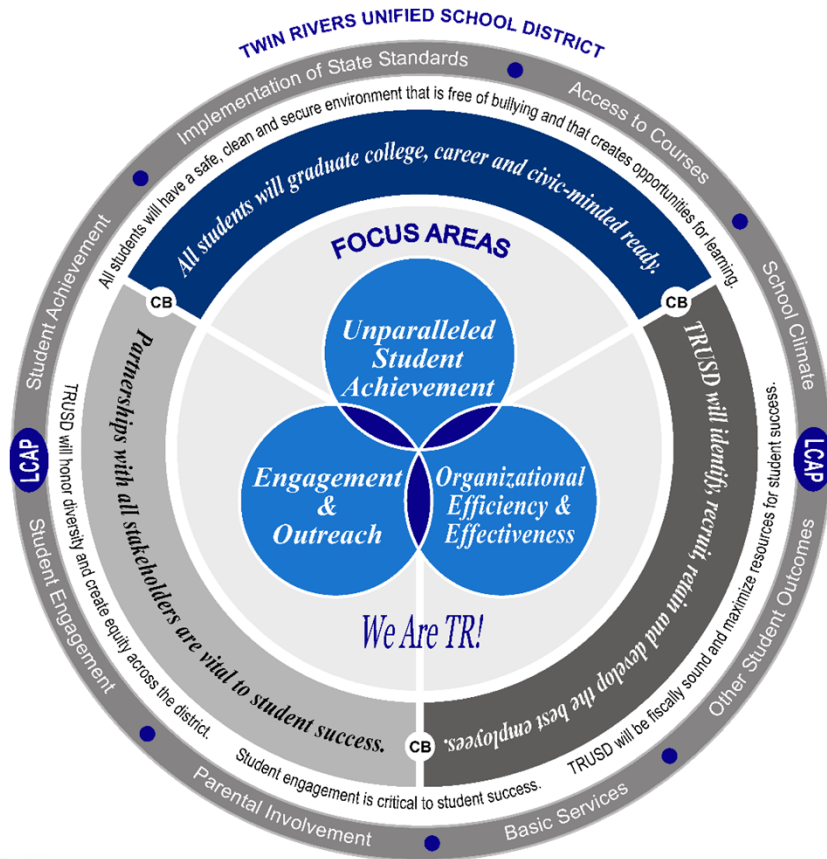 TWIN RIVERS UNIFIED SCHOOL DISTRICT
Implementation of State Standards
Access to Courses
School Climate
LCAP
Other Student Outcomes
Basic Services
Parental Involvement
Student Engagement
LCAP
Student Achievement
All students will have a safe, clean and secure environment that is free of bullying and that creates opportunities for learning.
TRUSD will be fiscally sound and maximize resources for student success.
Student engagement is critical to student success.
TRUSD will honor diversity and create equity across the district.
All students will graduate college, career and civic-minded ready.
CB
TRUSD will identify, recruit, retain and develop the best employees.
CB
Partnerships with all stakeholders are vital to student success.
CB
FOCUS AREAS
Unparalleled
Student
Achievement
Engagement
&
Outreach
Organizational
Efficiency &
Effectiveness
We Are TR!